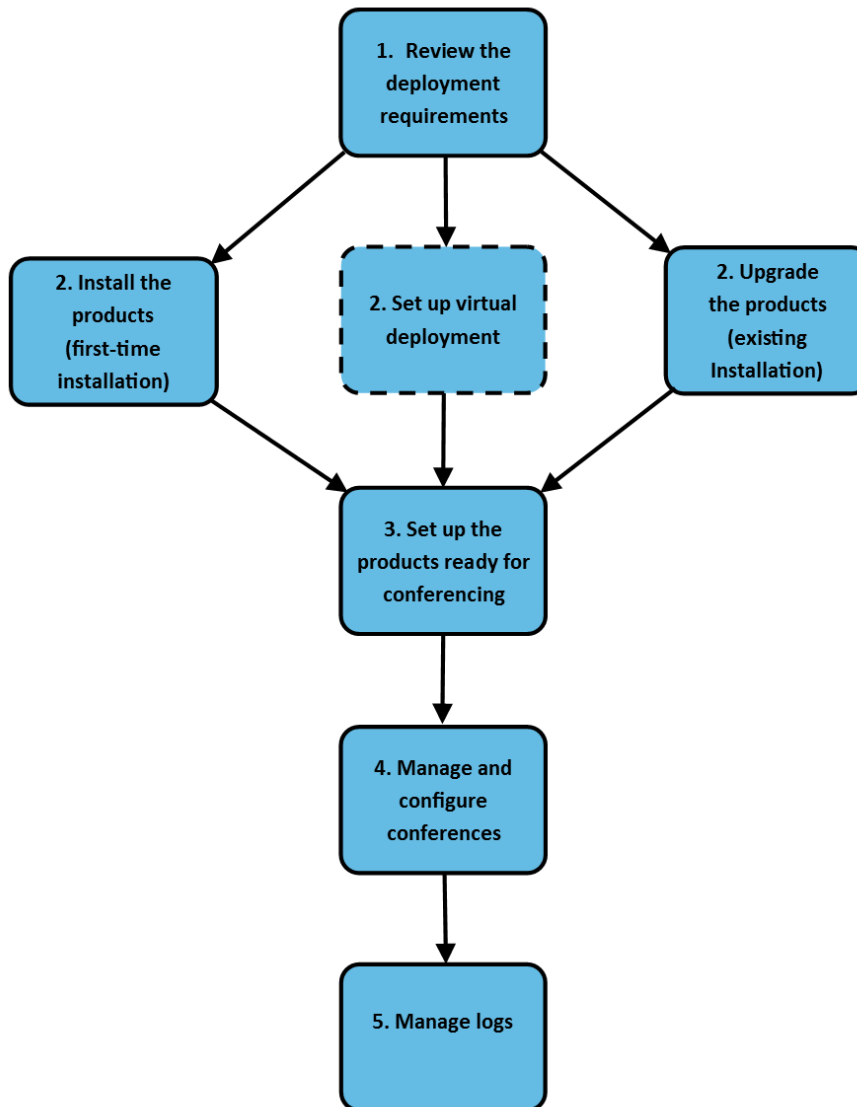 1.  Review the
deployment
requirements
2. Install the
products
(first-time
installation)
2. Set up virtual
deployment
2. Upgrade
the products
(existing
Installation)
3. Set up the
products ready for
conferencing
4. Manage and
configure
conferences
5. Manage logs